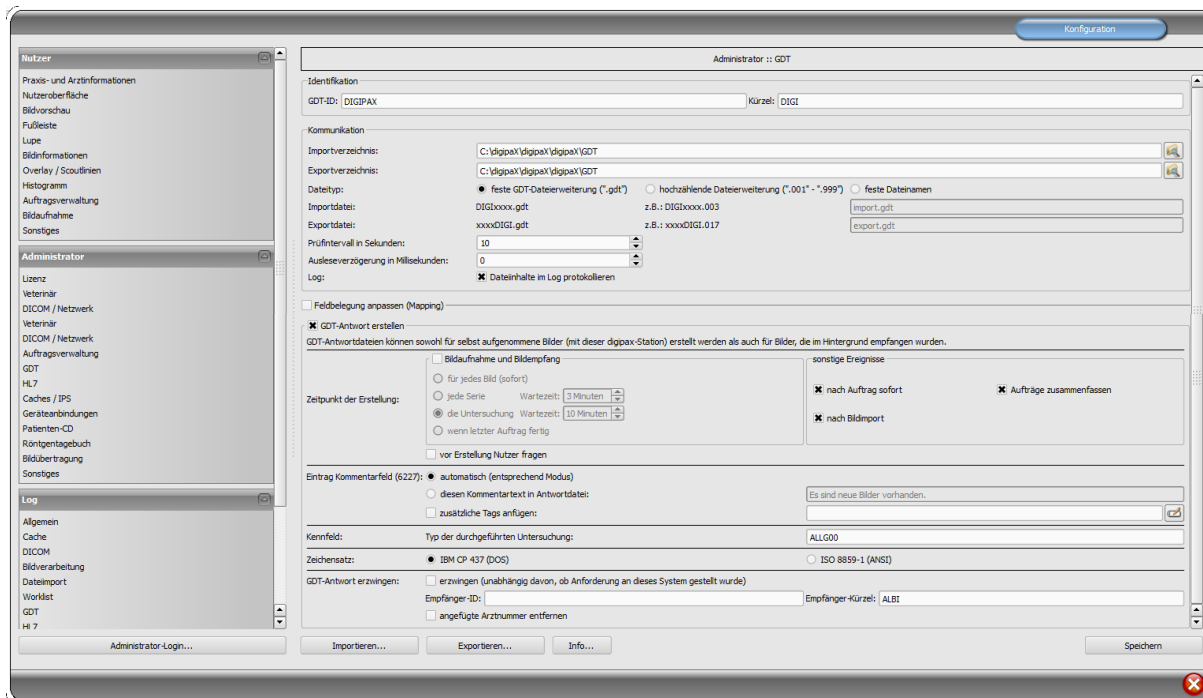 Konfiguration
Nutzer
Praxis- und Arztinformationen
Nutzeroberfläche
Bildvorschau
Fußleiste
Lupe
Bildinformationen
Overlay / Scoutlinien
Histogramm
Auftragsverwaltung
Bildaufnahme
Sonstiges
Administrator
Lizenz
Veterinär
DICOM / Netzwerk
Veterinär
DICOM / Netzwerk
Auftragsverwaltung
GDT
HL7
Caches / IPS
Geräteanbindungen
Patienten-CD
Röntgentagebuch
Bildübertragung
Sonstiges
Log
Allgemein
Cache
DICOM
Bildverarbeitung
Dateiimport
Worklist
GDT
HL7
Administrator-Login...
Administrator :: GDT
Identifikation
GDT-ID: DIGIPAX Kürzel: DIGI
Kommunikation
Importverzeichnis: C:\digipaX\digipaX\digipaX\GDT
Exportverzeichnis: C:\digipaX\digipaX\digipaX\GDT
Dateityp: feste GDT-Dateierweiterung (".gdt") hochzählende Dateierweiterung (".001" - ".999") feste Dateinamen
Importdatei: DIGIxxxx.gdt z.B.: DIGIxxxx.003 import.gdt
Exportdatei: xxxxDIGI.gdt z.B.: xxxxDIGI.017 export.gdt
Prüfintervall in Sekunden: 10
Ausleseverzögerung in Millisekunden: 0
Log: Dateiinhalte im Log protokollieren
Feldbelegung anpassen (Mapping)
GDT-Antwort erstellen
GDT-Antwortdateien können sowohl für selbst aufgenommene Bilder (mit dieser digipax-Station) erstellt werden als auch für Bilder, die im Hintergrund empfangen wurden.
Zeitpunkt der Erstellung:
Bildaufnahme und Bildempfang
für jedes Bild (sofort)
jede Serie Wartezeit: 3 Minuten
die Untersuchung Wartezeit: 10 Minuten
wenn letzter Auftrag fertig
sonstige Ereignisse
nach Auftrag sofort Aufträge zusammenfassen
nach Bildimport
vor Erstellung Nutzer fragen
Eintrag Kommentarfeld (6227): automatisch (entsprechend Modus)
diesen Kommentartext in Antwortdatei: Es sind neue Bilder vorhanden.
zusätzliche Tags anfügen:
Kennfeld: Typ der durchgeführten Untersuchung: ALLG00
Zeichensatz: IBM CP 437 (DOS) ISO 8859-1 (ANSI)
GDT-Antwort erzwingen: erzwingen (unabhängig davon, ob Anforderung an dieses System gestellt wurde)
Empfänger-ID: Empfänger-Kürzel: ALBI
angefügte Arztnummer entfernen
Importieren... Exportieren... Info... Speichern